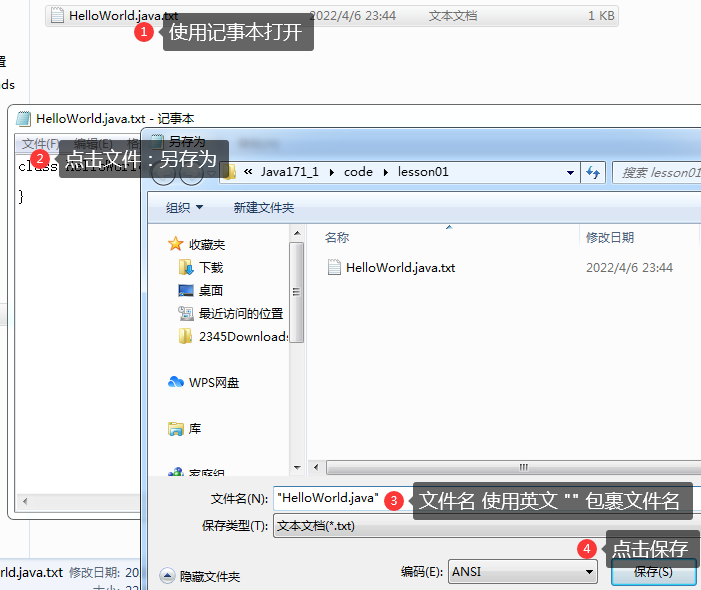 HelloWorld.java.txt 2022/4/6 23:44 文本文档 1 KB
1 使用记事本打开
置
ds
HelloWorld.java.txt - 记事本
文件(F) 编辑(E) 格
另存为
2 点击文件：另存为
class HelloWorld
}
« Java171_1 code lesson01
搜索 lesson01
组织 新建文件夹
名称 修改日期
收藏夹
下载
桌面
最近访问的位置
2345Downloads
WPS网盘
库
家庭组
HelloWorld.java.txt 2022/4/6 23:44
文件名(N): "HelloWorld.java"
3 文件名 使用英文 "" 包裹文件名
保存类型(T): 文本文档(*.txt)
4 点击保存
隐藏文件夹
编码(E): ANSI
保存(S)
rld.java.txt 修改日期: 20
大小: 22